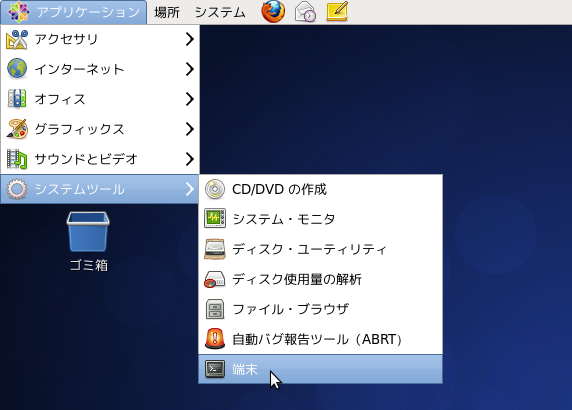 アプリケーション 場所 システム
アクセサリ
インターネット
オフィス
グラフィックス
サウンドとビデオ
システムツール
CD/DVD の作成
システム・モニタ
ディスク・ユーティリティ
ディスク使用量の解析
ファイル・ブラウザ
自動バグ報告ツール（ABRT）
端末
ゴミ箱